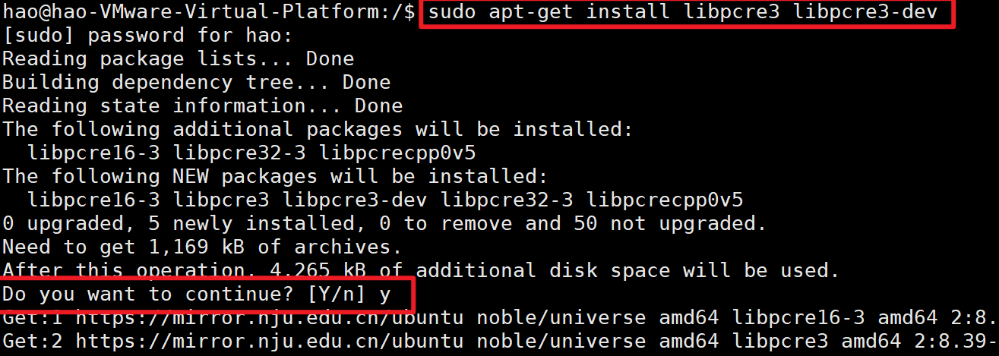 hao@hao-VMware-Virtual-Platform:/$ sudo apt-get install libpcre3 libpcre3-dev
[sudo] password for hao:
Reading package lists... Done
Building dependency tree... Done
Reading state information... Done
The following additional packages will be installed:
  libpcre16-3 libpcre32-3 libpcrecpp0v5
The following NEW packages will be installed:
  libpcre16-3 libpcre3 libpcre3-dev libpcre32-3 libpcrecpp0v5
0 upgraded, 5 newly installed, 0 to remove and 50 not upgraded.
Need to get 1,169 kB of archives.
After this operation, 4,265 kB of additional disk space will be used.
Do you want to continue? [Y/n] y
Get:1 https://mirror.nju.edu.cn/ubuntu noble/universe amd64 libpcre16-3 amd64 2:8.
Get:2 https://mirror.nju.edu.cn/ubuntu noble/universe amd64 libpcre3 amd64 2:8.39-